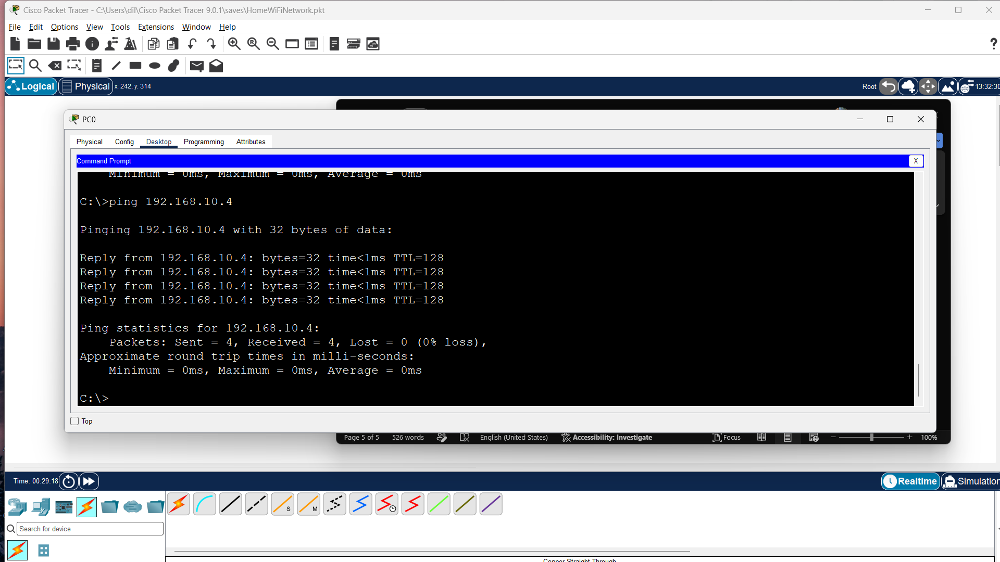 Cisco Packet Tracer - C:\Users\dil\Cisco Packet Tracer 9.0.1\saves\HomeWiFiNetwork.pkt
File Edit Options View Tools Extensions Window Help
?
Logical Physical x: 242, y: 314 Root 13:32:30
PC0
Physical Config Desktop Programming Attributes
Command Prompt X
Minimum = 0ms, Maximum = 0ms, Average = 0ms
C:\>ping 192.168.10.4
Pinging 192.168.10.4 with 32 bytes of data:
Reply from 192.168.10.4: bytes=32 time<1ms TTL=128
Reply from 192.168.10.4: bytes=32 time<1ms TTL=128
Reply from 192.168.10.4: bytes=32 time<1ms TTL=128
Reply from 192.168.10.4: bytes=32 time<1ms TTL=128
Ping statistics for 192.168.10.4:
Packets: Sent = 4, Received = 4, Lost = 0 (0% loss),
Approximate round trip times in milli-seconds:
Minimum = 0ms, Maximum = 0ms, Average = 0ms
C:\>
Top
Page 5 of 5 526 words English (United States) Accessibility: Investigate Focus 100%
Time: 00:29:18 Realtime Simulation
S M
Search for device
Copper Straight-Through